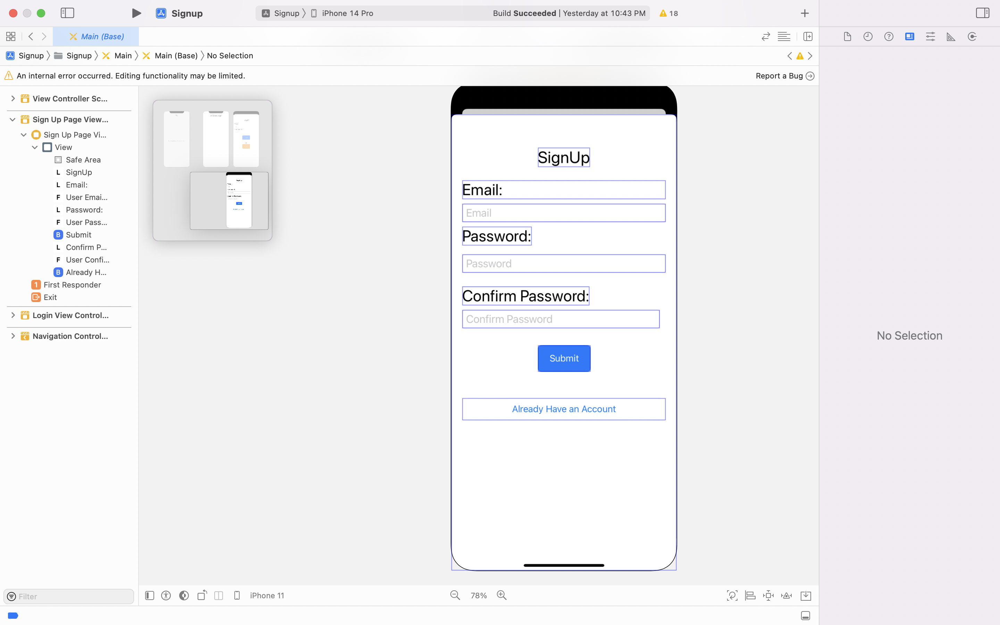 Signup
Signup
iPhone 14 Pro
Build Succeeded | Yesterday at 10:43 PM
18
Main (Base)
Signup
Signup
Main
Main (Base)
No Selection
An internal error occurred. Editing functionality may be limited.
Report a Bug
View Controller Sc...
Sign Up Page View...
Sign Up Page Vi...
View
Safe Area
L SignUp
L Email:
F User Emai...
L Password:
F User Pass...
B Submit
L Confirm P...
F User Confi...
B Already H...
1 First Responder
Exit
Login View Control...
Navigation Control...
SignUp
Email:
Email
Password:
Password
Confirm Password:
Confirm Password
Submit
Already Have an Account
No Selection
Filter
iPhone 11
78%